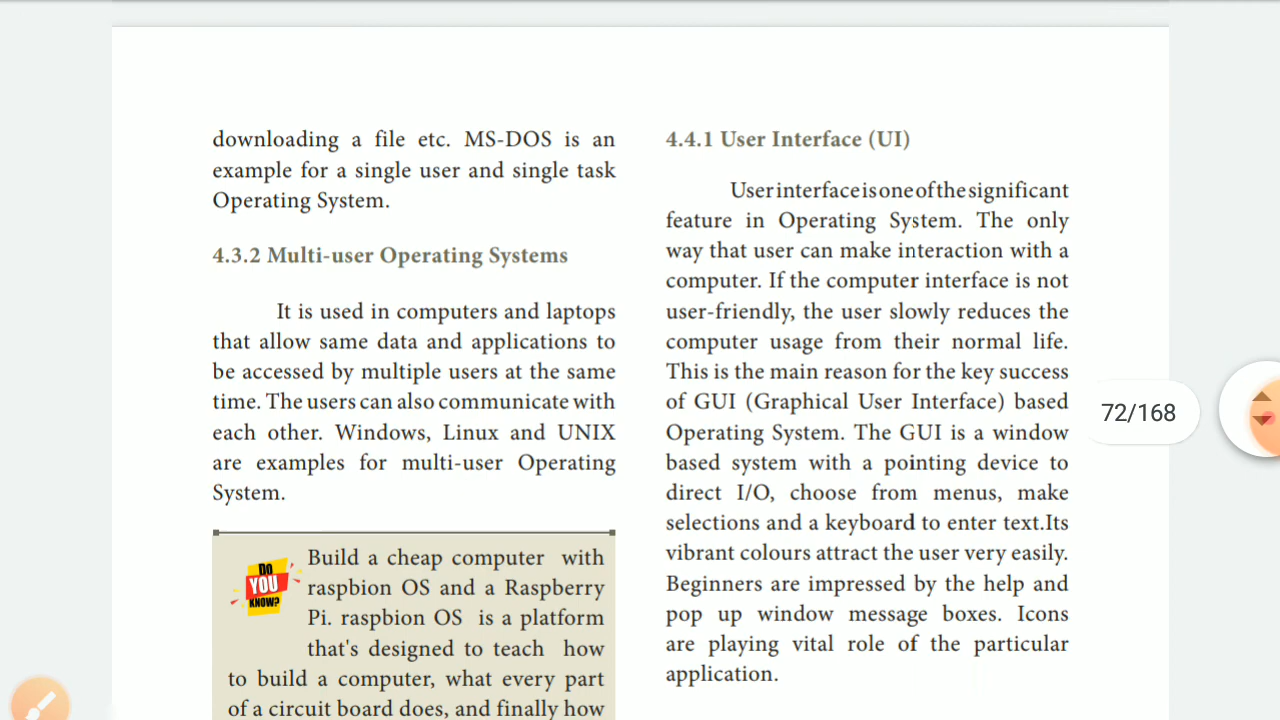 downloading a file etc. MS-DOS is an
example for a single user and single task
Operating System.
4.3.2 Multi-user Operating Systems
It is used in computers and laptops
that allow same data and applications to
be accessed by multiple users at the same
time. The users can also communicate with
each other. Windows, Linux and UNIX
are examples for multi-user Operating
System.
DO
YOU
KNOW?
Build a cheap computer with
raspbion OS and a Raspberry
Pi. raspbion OS is a platform
that's designed to teach how
to build a computer, what every part
of a circuit board does, and finally how
4.4.1 User Interface (UI)
User interface is one of the significant
feature in Operating System. The only
way that user can make interaction with a
computer. If the computer interface is not
user-friendly, the user slowly reduces the
computer usage from their normal life.
This is the main reason for the key success
of GUI (Graphical User Interface) based
Operating System. The GUI is a window
based system with a pointing device to
direct I/O, choose from menus, make
selections and a keyboard to enter text.Its
vibrant colours attract the user very easily.
Beginners are impressed by the help and
pop up window message boxes. Icons
are playing vital role of the particular
application.
72/168